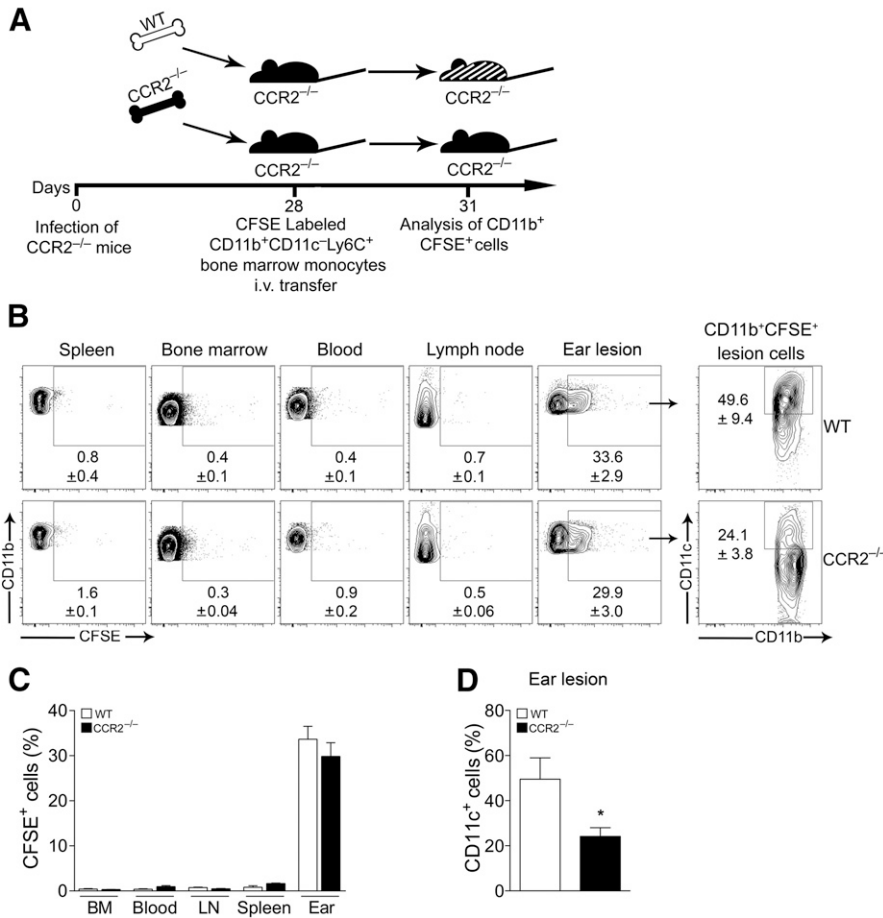 A
WT
CCR2–/–
CCR2–/–
CCR2–/–
CCR2–/–
CCR2–/–
Days
0
28
31
Infection of
CCR2–/– mice
CFSE Labeled
CD11b+CD11c–Ly6C+
bone marrow monocytes
i.v. transfer
Analysis of CD11b+
CFSE+ cells
B
Spleen
Bone marrow
Blood
Lymph node
Ear lesion
CD11b+CFSE+
lesion cells
0.8
±0.4
0.4
±0.1
0.4
±0.1
0.7
±0.1
33.6
±2.9
49.6
± 9.4
WT
1.6
±0.1
0.3
±0.04
0.9
±0.2
0.5
±0.06
29.9
±3.0
24.1
± 3.8
CCR2–/–
CD11b
CFSE
CD11c
CD11b
C
WT
CCR2–/–
CFSE+ cells (%)
40
30
20
10
0
BM Blood LN Spleen Ear
D
Ear lesion
WT
CCR2–/–
CD11c+ cells (%)
80
60
40
20
0
*